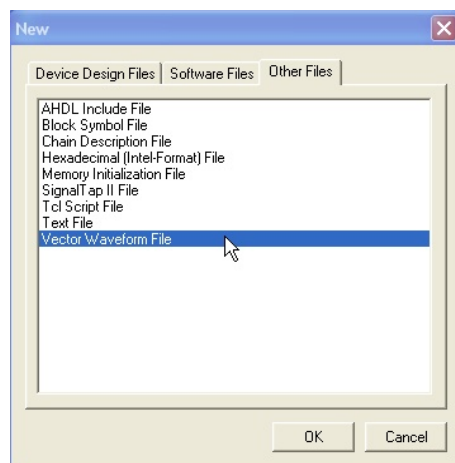 New
Device Design Files Software Files Other Files
AHDL Include File
Block Symbol File
Chain Description File
Hexadecimal (Intel-Format) File
Memory Initialization File
SignalTap II File
Tcl Script File
Text File
Vector Waveform File
OK Cancel